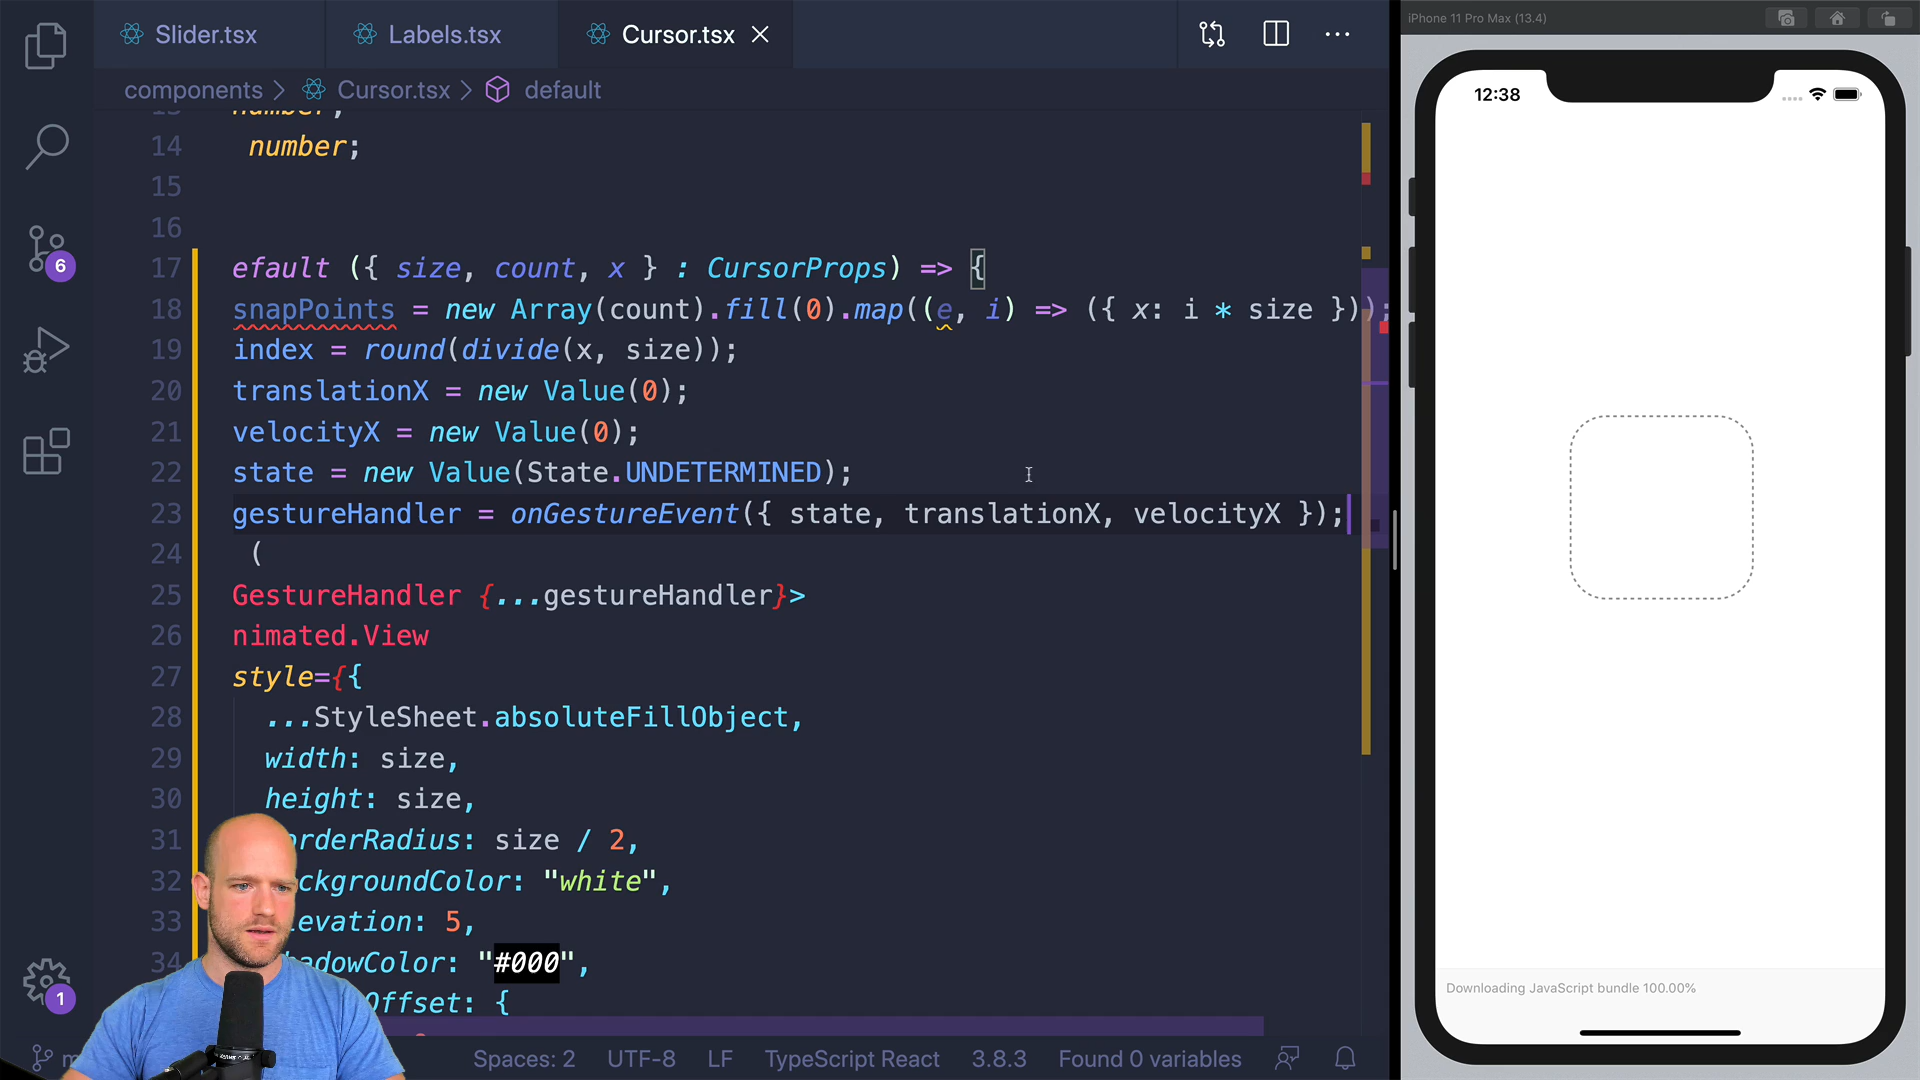 Slider.tsx
Labels.tsx
Cursor.tsx
iPhone 11 Pro Max (13.4)
components > Cursor.tsx > default
12:38
13 number;
14 number;
15
16
17 efault ({ size, count, x } : CursorProps) => {
18 snapPoints = new Array(count).fill(0).map((e, i) => ({ x: i * size }));
19 index = round(divide(x, size));
20 translationX = new Value(0);
21 velocityX = new Value(0);
22 state = new Value(State.UNDETERMINED);
23 gestureHandler = onGestureEvent({ state, translationX, velocityX });
24 (
25 GestureHandler {...gestureHandler}>
26 nimated.View
27 style={{
28 ...StyleSheet.absoluteFillObject,
29 width: size,
30 height: size,
31 orderRadius: size / 2,
32 ckgroundColor: "white",
33 levation: 5,
34 hadowColor: "#000",
Offset: {
6
1
Downloading JavaScript bundle 100.00%
Spaces: 2
UTF-8
LF
TypeScript React
3.8.3
Found 0 variables